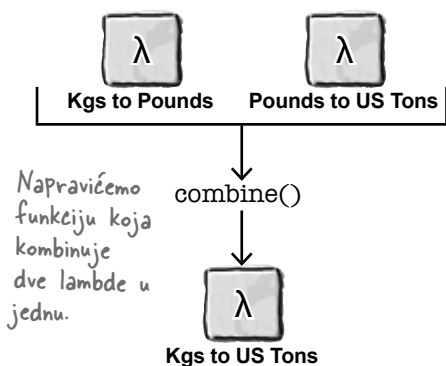 λ
λ
Kgs to Pounds
Pounds to US Tons
Napravićemo
funkciju koja
kombinuje
dve lambde u
jednu.
combine()
λ
Kgs to US Tons